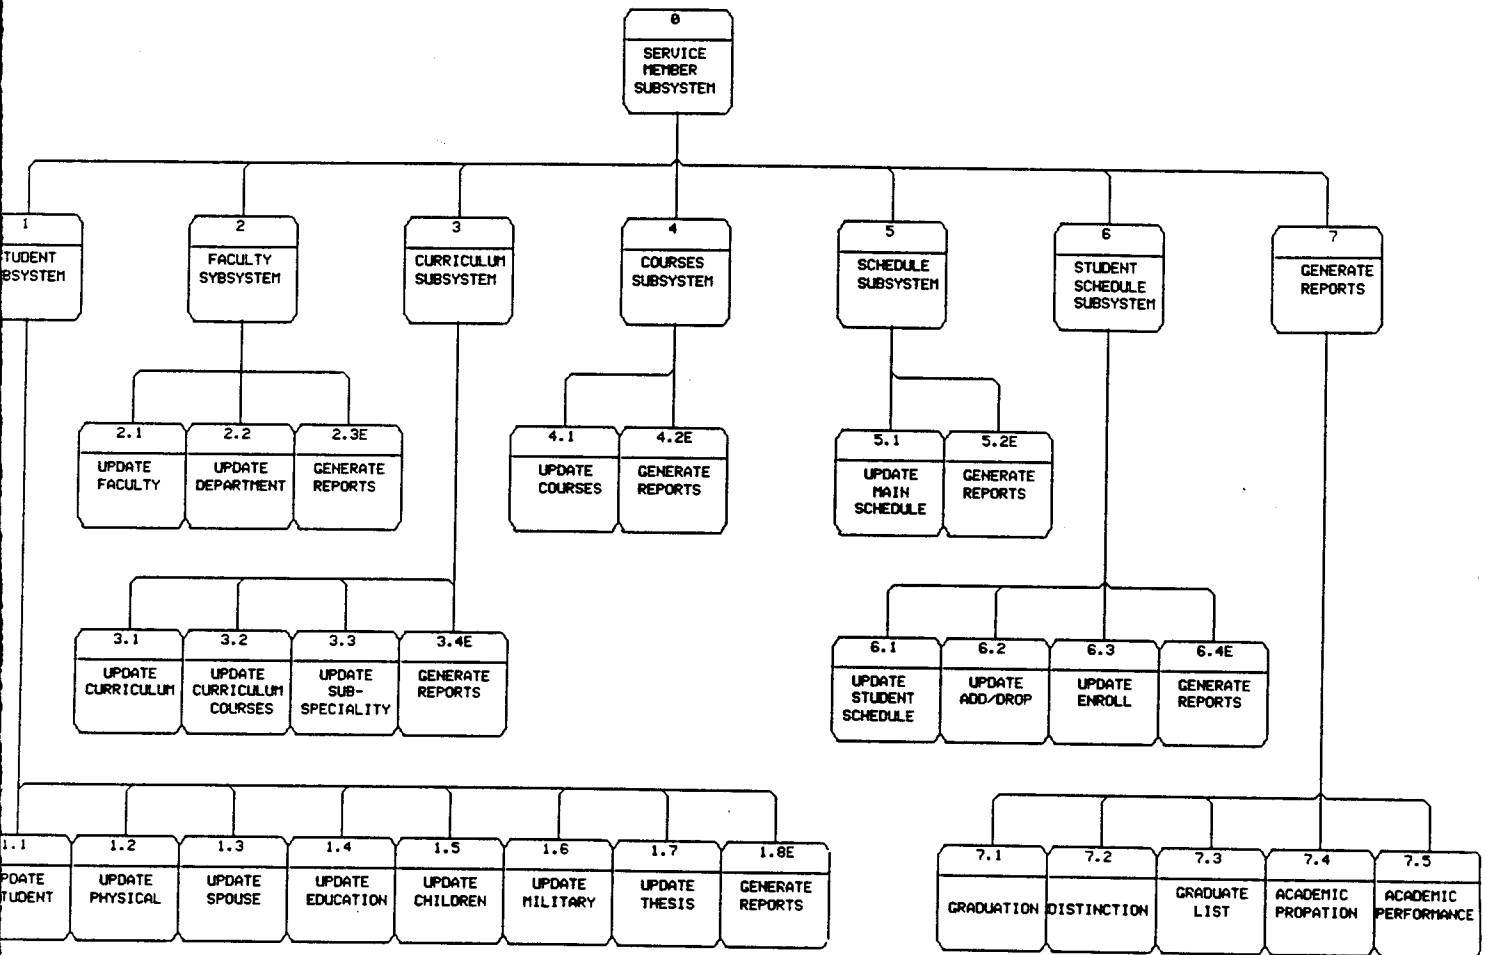 0
SERVICE
MEMBER
SUBSYSTEM
1
TUDENT
BSYSTEM
2
FACULTY
SYBSYSTEM
3
CURRICULUM
SUBSYSTEM
4
COURSES
SUBSYSTEM
5
SCHEDULE
SUBSYSTEM
6
STUDENT
SCHEDULE
SUBSYSTEM
7
GENERATE
REPORTS
2.1
UPDATE
FACULTY
2.2
UPDATE
DEPARTMENT
2.3E
GENERATE
REPORTS
4.1
UPDATE
COURSES
4.2E
GENERATE
REPORTS
5.1
UPDATE
MAIN
SCHEDULE
5.2E
GENERATE
REPORTS
3.1
UPDATE
CURRICULUM
3.2
UPDATE
CURRICULUM
COURSES
3.3
UPDATE
SUB-
SPECIALITY
3.4E
GENERATE
REPORTS
6.1
UPDATE
STUDENT
SCHEDULE
6.2
UPDATE
ADD/DROP
6.3
UPDATE
ENROLL
6.4E
GENERATE
REPORTS
1.1
PDATE
TUDENT
1.2
UPDATE
PHYSICAL
1.3
UPDATE
SPOUSE
1.4
UPDATE
EDUCATION
1.5
UPDATE
CHILDREN
1.6
UPDATE
MILITARY
1.7
UPDATE
THESIS
1.8E
GENERATE
REPORTS
7.1
GRADUATION
7.2
DISTINCTION
7.3
GRADUATE
LIST
7.4
ACADEMIC
PROPATION
7.5
ACADEMIC
PERFORMANCE